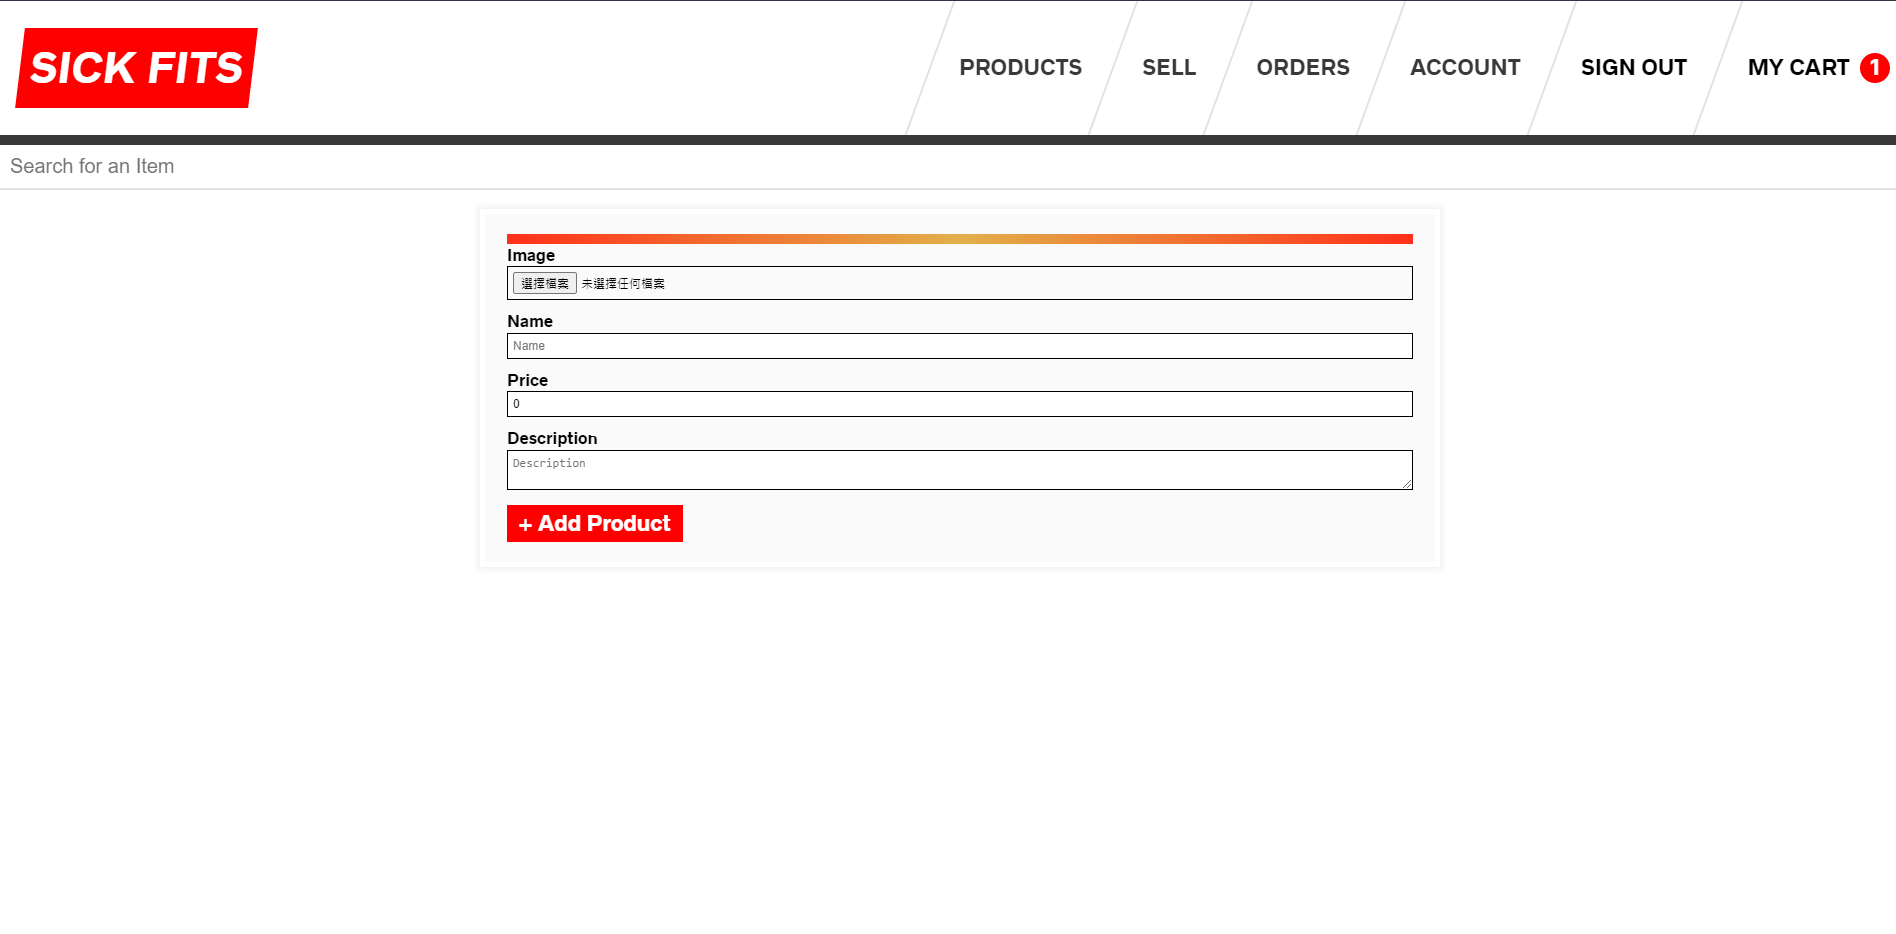 SICK FITS
PRODUCTS SELL ORDERS ACCOUNT SIGN OUT MY CART 1
Search for an Item
Image
選擇檔案 未選擇任何檔案
Name
Name
Price
0
Description
Description
+ Add Product